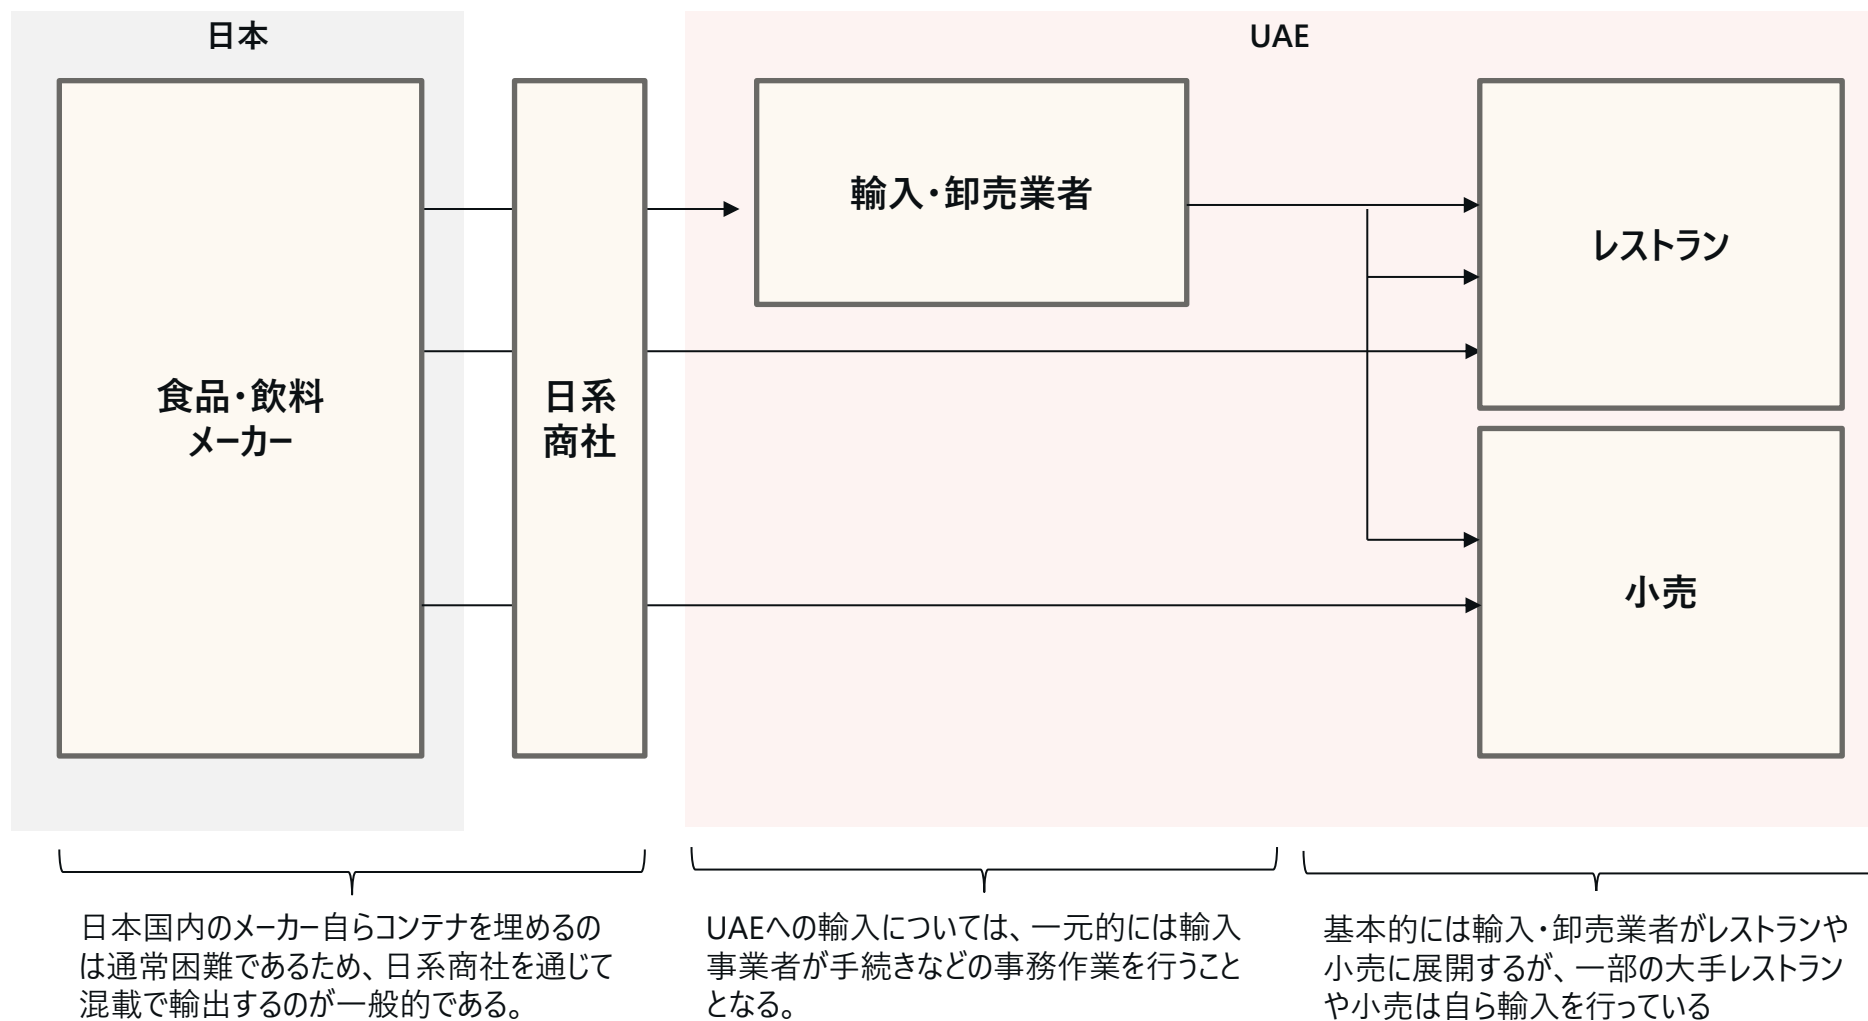 日本
UAE
輸入・卸売業者
レストラン
食品・飲料
メーカー
日系
商社
小売
日本国内のメーカー自らコンテナを埋めるの
は通常困難であるため、日系商社を通じて
混載で輸出するのが一般的である。
UAEへの輸入については、一元的には輸入
事業者が手続きなどの事務作業を行うこと
となる。
基本的には輸入・卸売業者がレストランや
小売に展開するが、一部の大手レストラン
や小売は自ら輸入を行っている